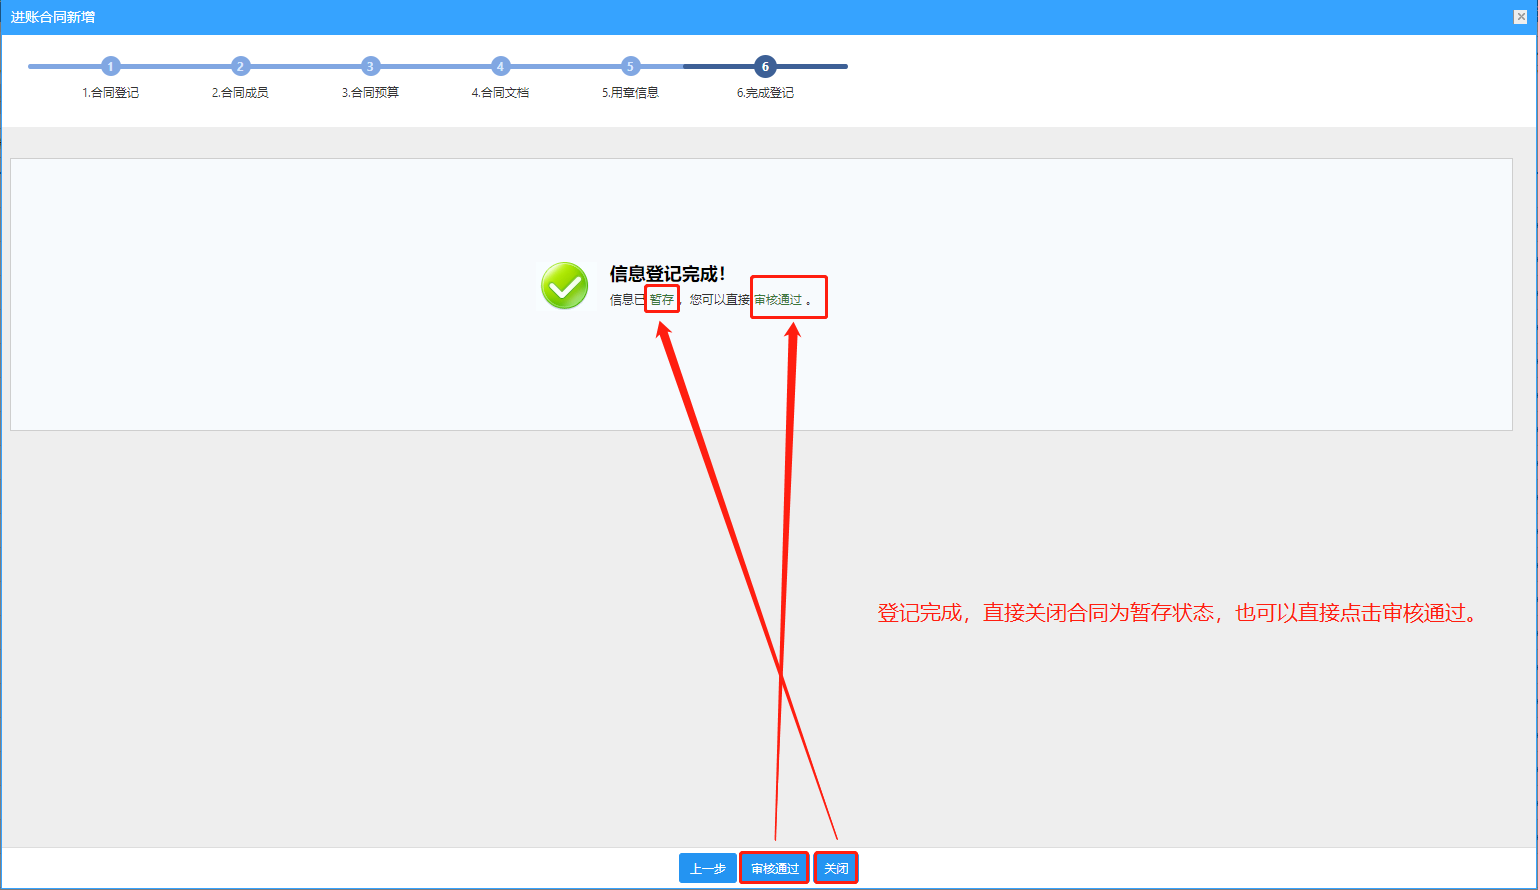 进账合同新增
1 2 3 4 5 6
1.合同登记 2.合同成员 3.合同预算 4.合同文档 5.用章信息 6.完成登记
信息登记完成！
信息已 暂存 ，您可以直接 审核通过 。
登记完成，直接关闭合同为暂存状态，也可以直接点击审核通过。
上一步 审核通过 关闭